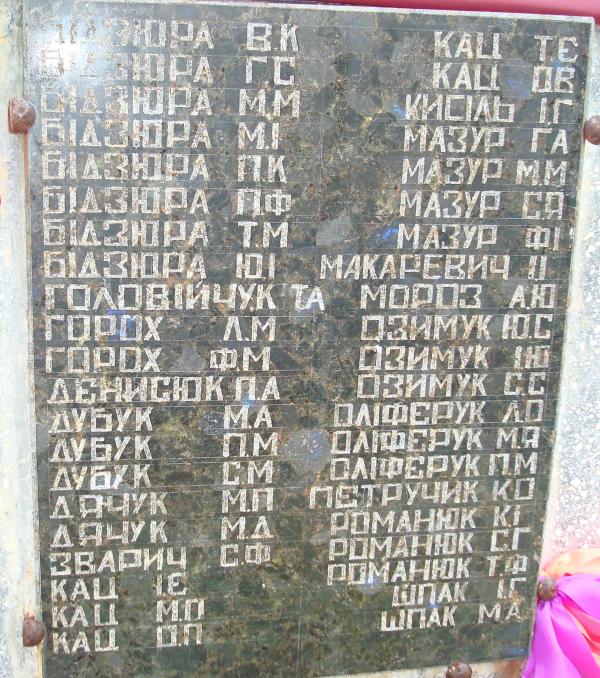 БІДЗЮРА В.К
БІДЗЮРА Г.С
БІДЗЮРА М.М
БІДЗЮРА М.І
БІДЗЮРА П.К
БІДЗЮРА П.Ф
БІДЗЮРА Т.М
БІДЗЮРА Ю.І
ГОЛОВІЙЧУК ТА
ГОРОХ Л.М
ГОРОХ Ф.М
ДЕНИСЮК П.А
ДУБУК М.А
ДУБУК П.М
ДУБУК С.М
ДЯЧУК М.П
ДЯЧУК М.Д
ЗВАРИЧ С.Ф
КАЦ І.Є
КАЦ М.П
КАЦ О.П
КАЦ Т.Є
КАЦ О.В
КИСІЛЬ І.Г
МАЗУР Г.А
МАЗУР М.М
МАЗУР С.Я
МАЗУР Ф.І
МАКАРЕВИЧ І.І
МОРОЗ А.Ю
ОЗИМУК Ю.С
ОЗИМУК І.Ю
ОЗИМУК С.С
ОЛІФЕРУК Л.О
ОЛІФЕРУК М.Я
ОЛІФЕРУК П.М
ПЕТРУЧИК К.О
РОМАНЮК К.І
РОМАНЮК С.Г
РОМАНЮК Т.Ф
ШПАК І.Г
ШПАК М.А